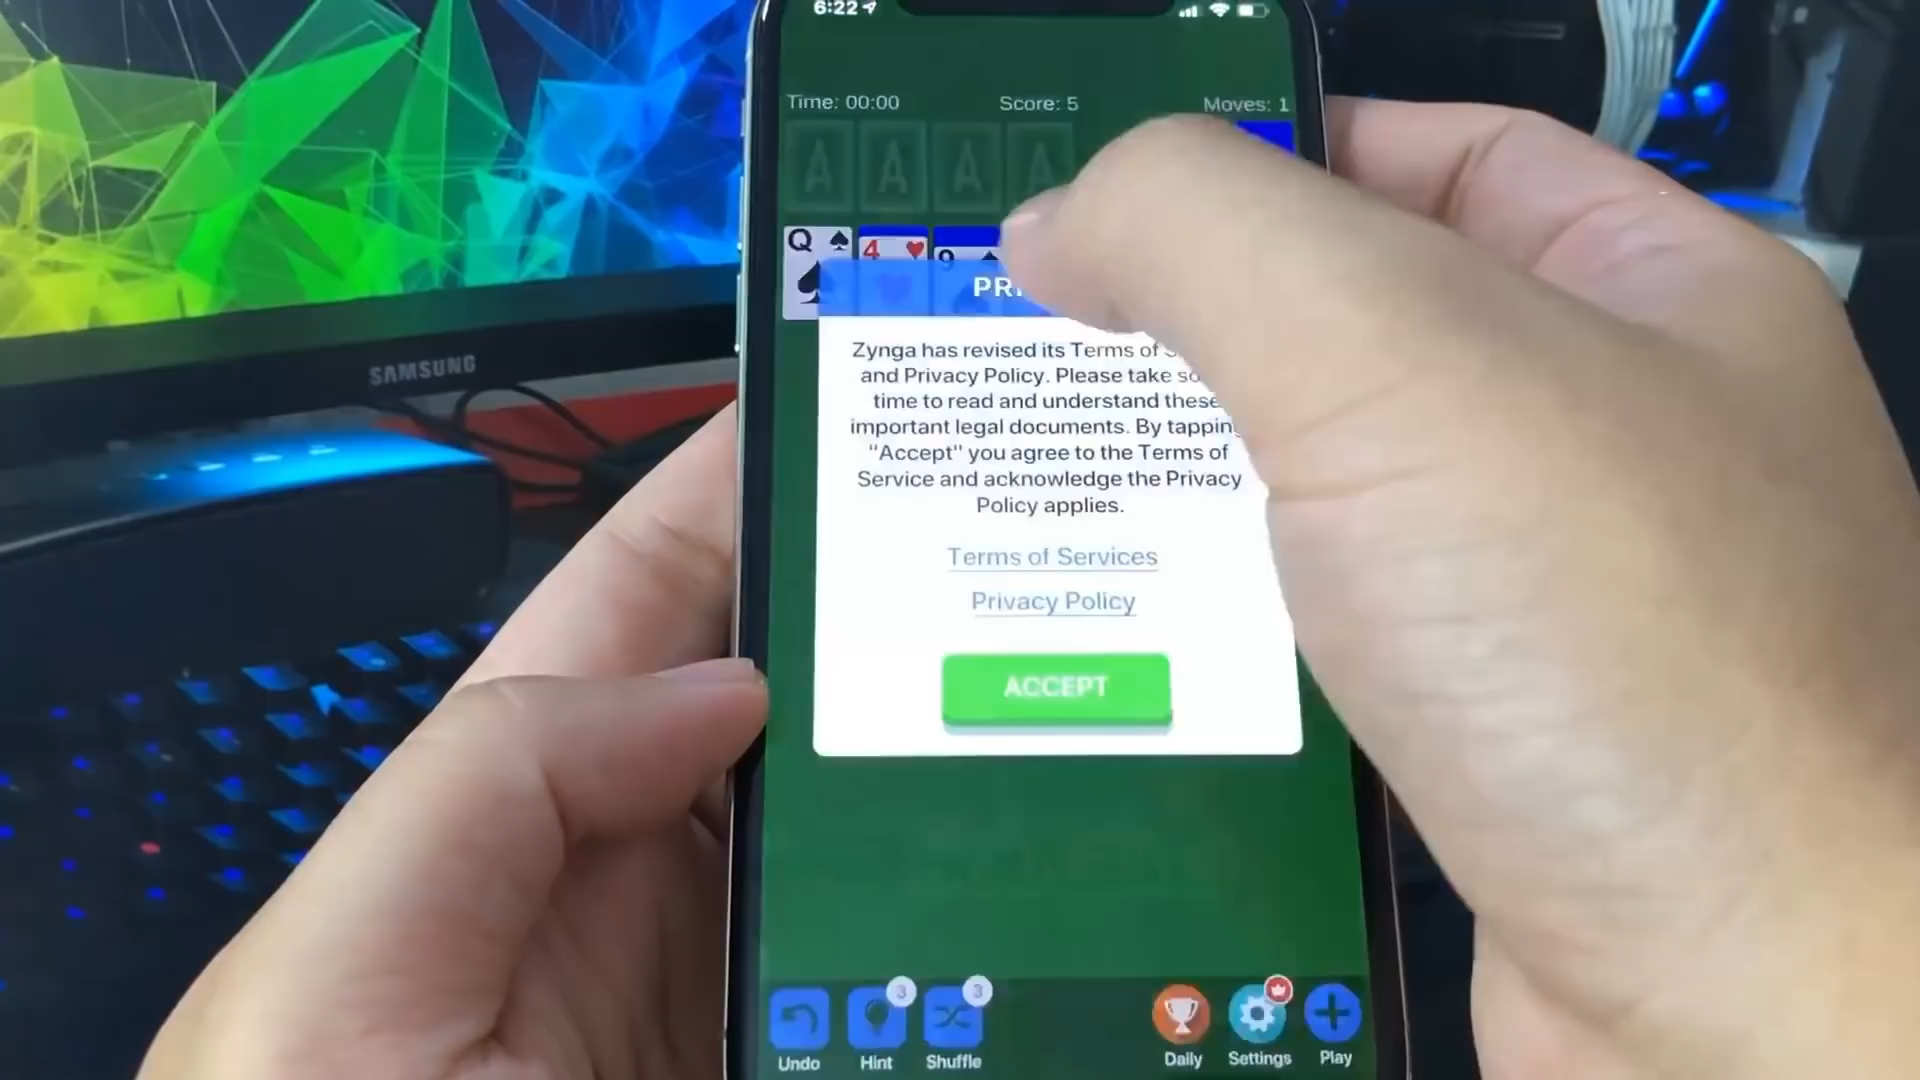 6:22
Time: 00:00 Score: 5 Moves: 1
A A A A
Q 4 9
Zynga has revised its Terms of
and Privacy Policy. Please take
time to read and understand these
important legal documents. By tapping
"Accept" you agree to the Terms of
Service and acknowledge the Privacy
Policy applies.
Terms of Services
Privacy Policy
ACCEPT
3 3
Undo Hint Shuffle Daily Settings Play
SAMSUNG